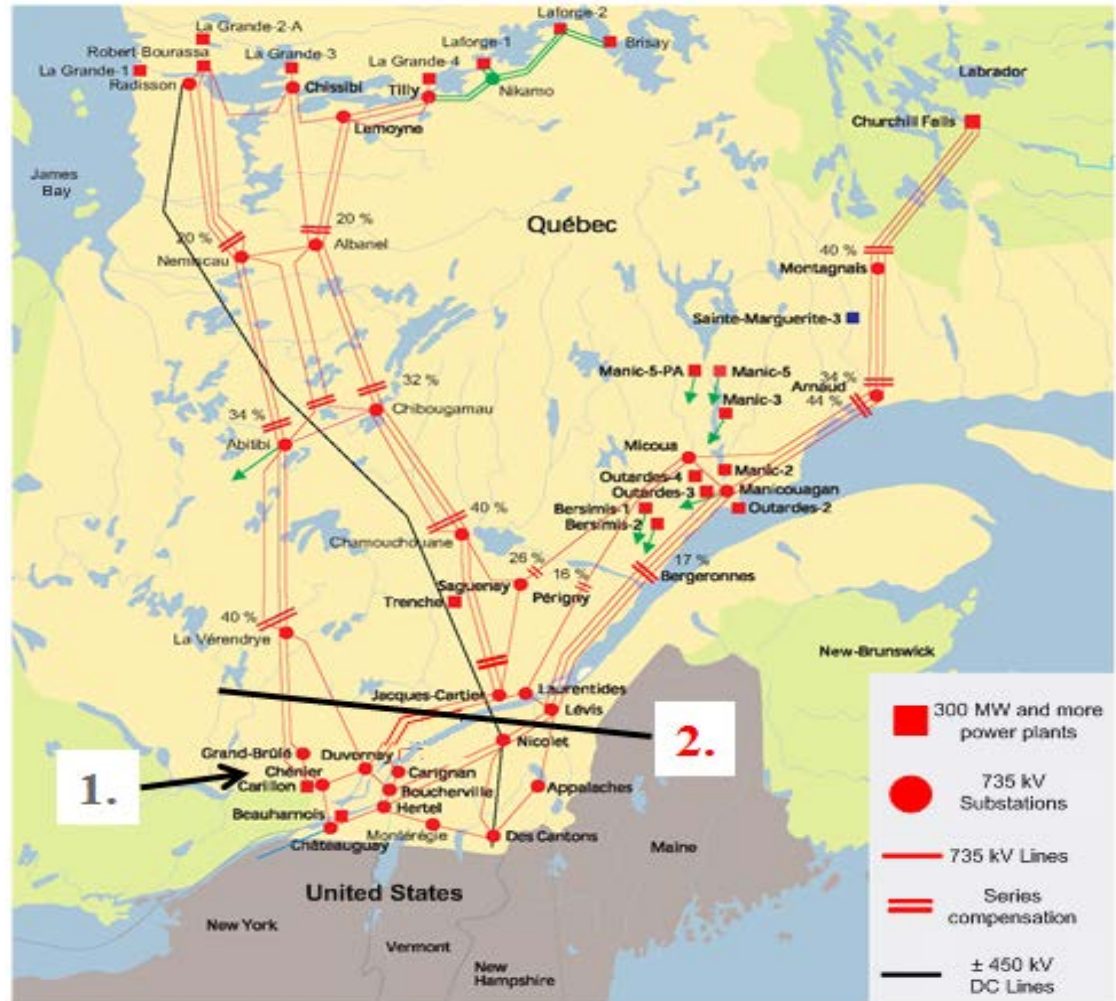 Laforge-2
La Grande-2-A
Robert-Bourassa
La Grande-3
Laforge-1
Brisay
La Grande-1
La Grande-4
Radisson
Chissibi
Tilly
Nikamo
Labrador
Lemoyne
Churchill Falls
James
Bay
Québec
20 %
20 %
Nemiscau
Albanel
40 %
Montagnais
Sainte-Marguerite-3
Manic-5-PA
Manic-5
34 %
Arnaud
32 %
Manic-3
44 %
34 %
Chibougamau
Abitibi
Micoua
Manic-2
Outardes-4
Outardes-3
Manicouagan
Bersimis-1
Outardes-2
Bersimis-2
40 %
Chamouchouane
26 %
17 %
Saguenay
16 %
Bergeronnes
Trenche
Périgny
40 %
La Vérendrye
New-Brunswick
Jacques-Cartier
Laurentides
Lévis
2.
Nicolet
Grand-Brûlé
Duvernay
1.
Chénier
Carignan
Carillon
Boucherville
Appalaches
Beauharnois
Hertel
Montérégie
Des Cantons
Châteauguay
Maine
United States
New York
Vermont
New
Hampshire
300 MW and more
power plants
735 kV
Substations
735 kV Lines
Series
compensation
± 450 kV
DC Lines